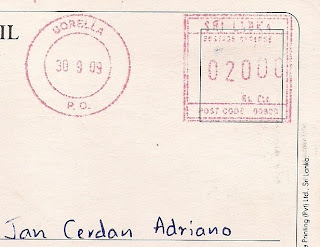 BORELLA
30 9 09
P. O.
SRI LANKA
POSTAGE REVENUE
02000
Rs. Cts.
POST CODE 00800
IL
Jan Cerdan Adriano
Printing (Pvt) Ltd., Sri Lanka